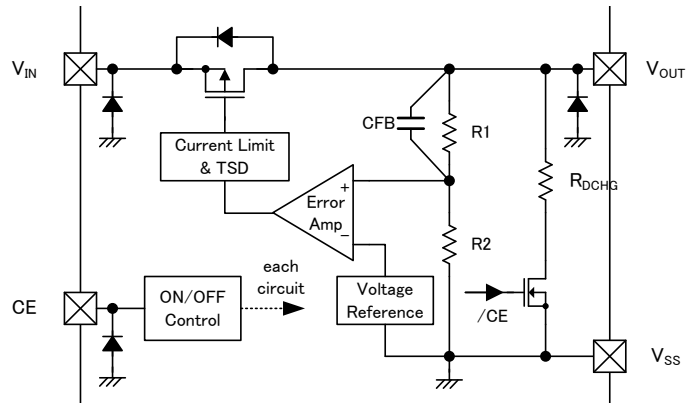 VIN
VOUT
CFB
R1
Current Limit
& TSD
RDCHG
+
Error
Amp
−
R2
each
circuit
CE
ON/OFF
Control
Voltage
Reference
/CE
VSS